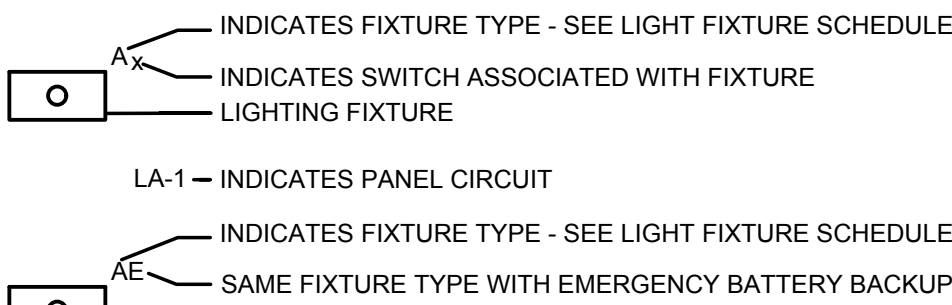 INDICATES FIXTURE TYPE - SEE LIGHT FIXTURE SCHEDULE
Ax
INDICATES SWITCH ASSOCIATED WITH FIXTURE
LIGHTING FIXTURE
LA-1 INDICATES PANEL CIRCUIT
INDICATES FIXTURE TYPE - SEE LIGHT FIXTURE SCHEDULE
AE
SAME FIXTURE TYPE WITH EMERGENCY BATTERY BACKUP